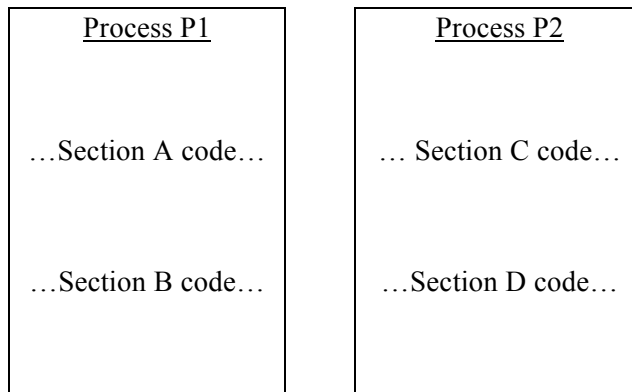 Process P1
…Section A code…
…Section B code…
Process P2
… Section C code…
…Section D code…